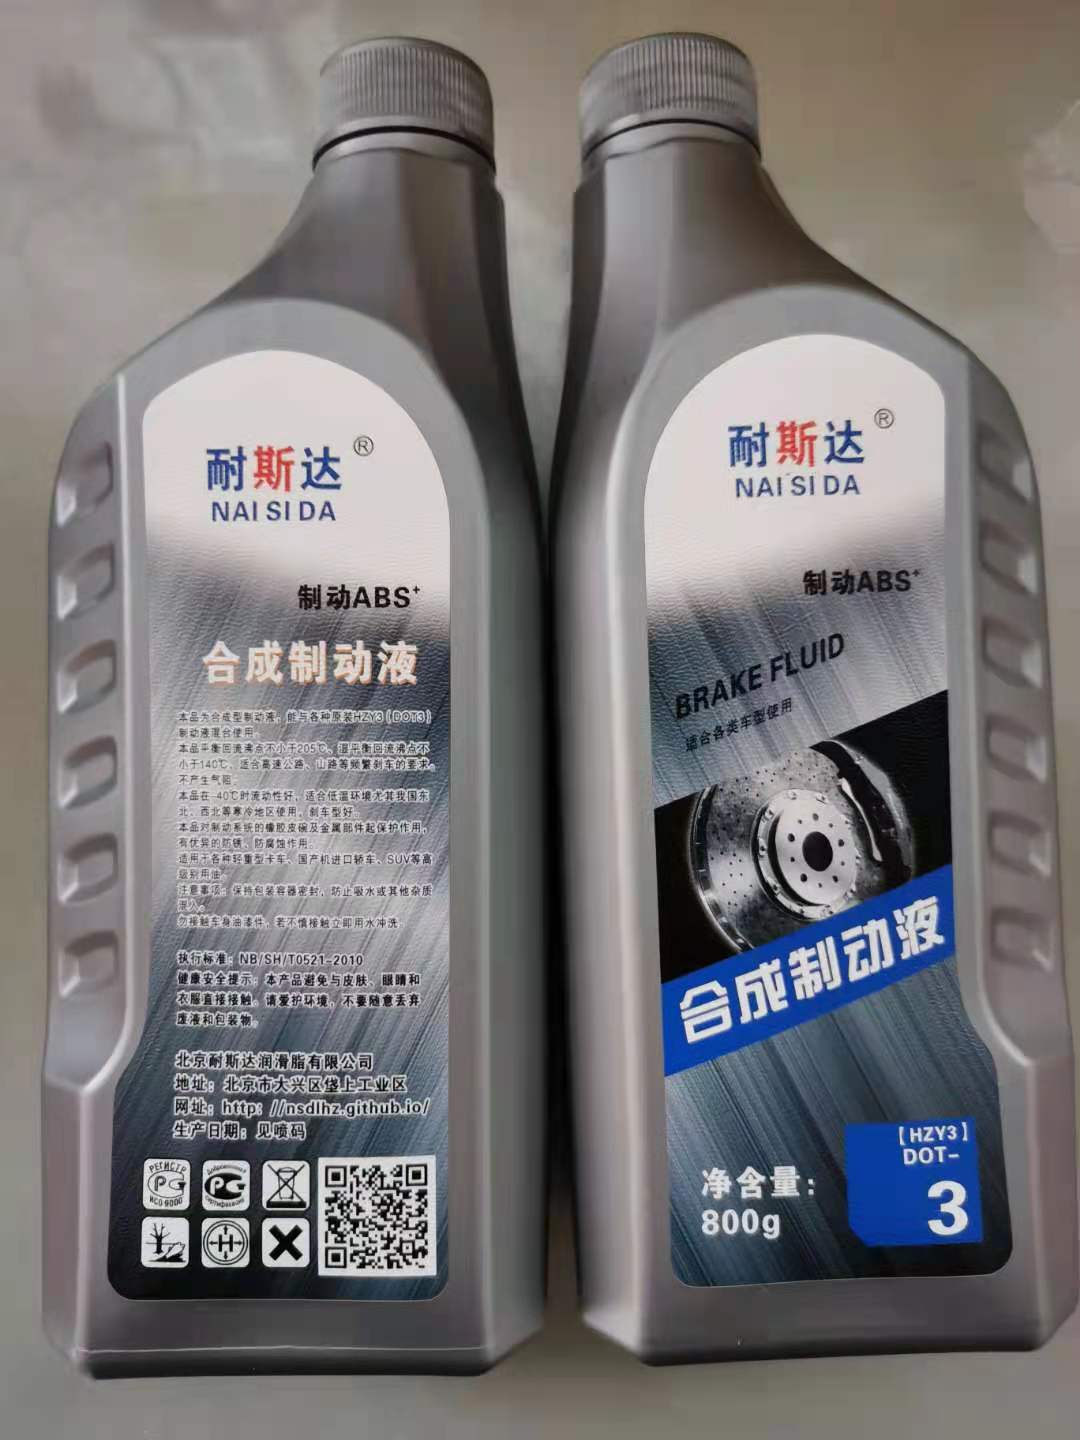 耐斯达®
NAISIDA
制动ABS+
合成制动液
本品为合成型制动液，能与各种原装HZY3（DOT3）
制动液混合使用。
本品平衡回流沸点不小于205℃，湿平衡回流沸点不
小于140℃，适合高速公路、山路等频繁刹车的要求，
不产生气阻。
本品在-40℃时流动性好，适合低温环境尤其我国东
北、西北等寒冷地区使用，刹车型好。
本品对制动系统的橡胶皮碗及金属部件起保护作用，
有优异的防锈、防腐蚀作用。
适用于各种轻重型卡车、国产机进口轿车、SUV等高
级别用油。
注意事项：保持包装容器密封，防止吸水或其他杂质
混入。
勿接触车身油漆件，若不慎接触立即用水冲洗。
执行标准：NB/SH/T0521-2010
健康安全提示：本产品避免与皮肤、眼睛和
衣服直接接触，请爱护环境，不要随意丢弃
废液和包装物。
北京耐斯达润滑脂有限公司
地址：北京市大兴区垡上工业区
网址：http：//nsdlhz.github.io/
生产日期：见喷码
РЕГИСТР
PG
ИСО 9000
Добровольная
PG
сертификация
H
耐斯达®
NAISIDA
制动ABS+
BRAKE FLUID
适合各类车型使用
合成制动液
【HZY3】
DOT-
3
净含量：
800g